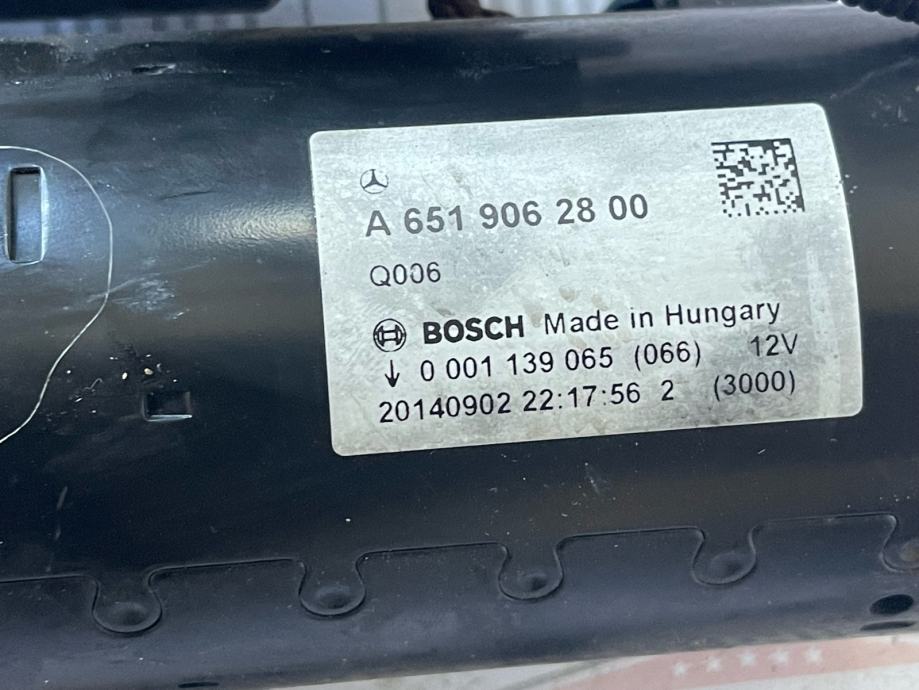 A 651 906 28 00
Q006
BOSCH Made in Hungary
0 001 139 065 (066) 12V
20140902 22:17:56 2 (3000)